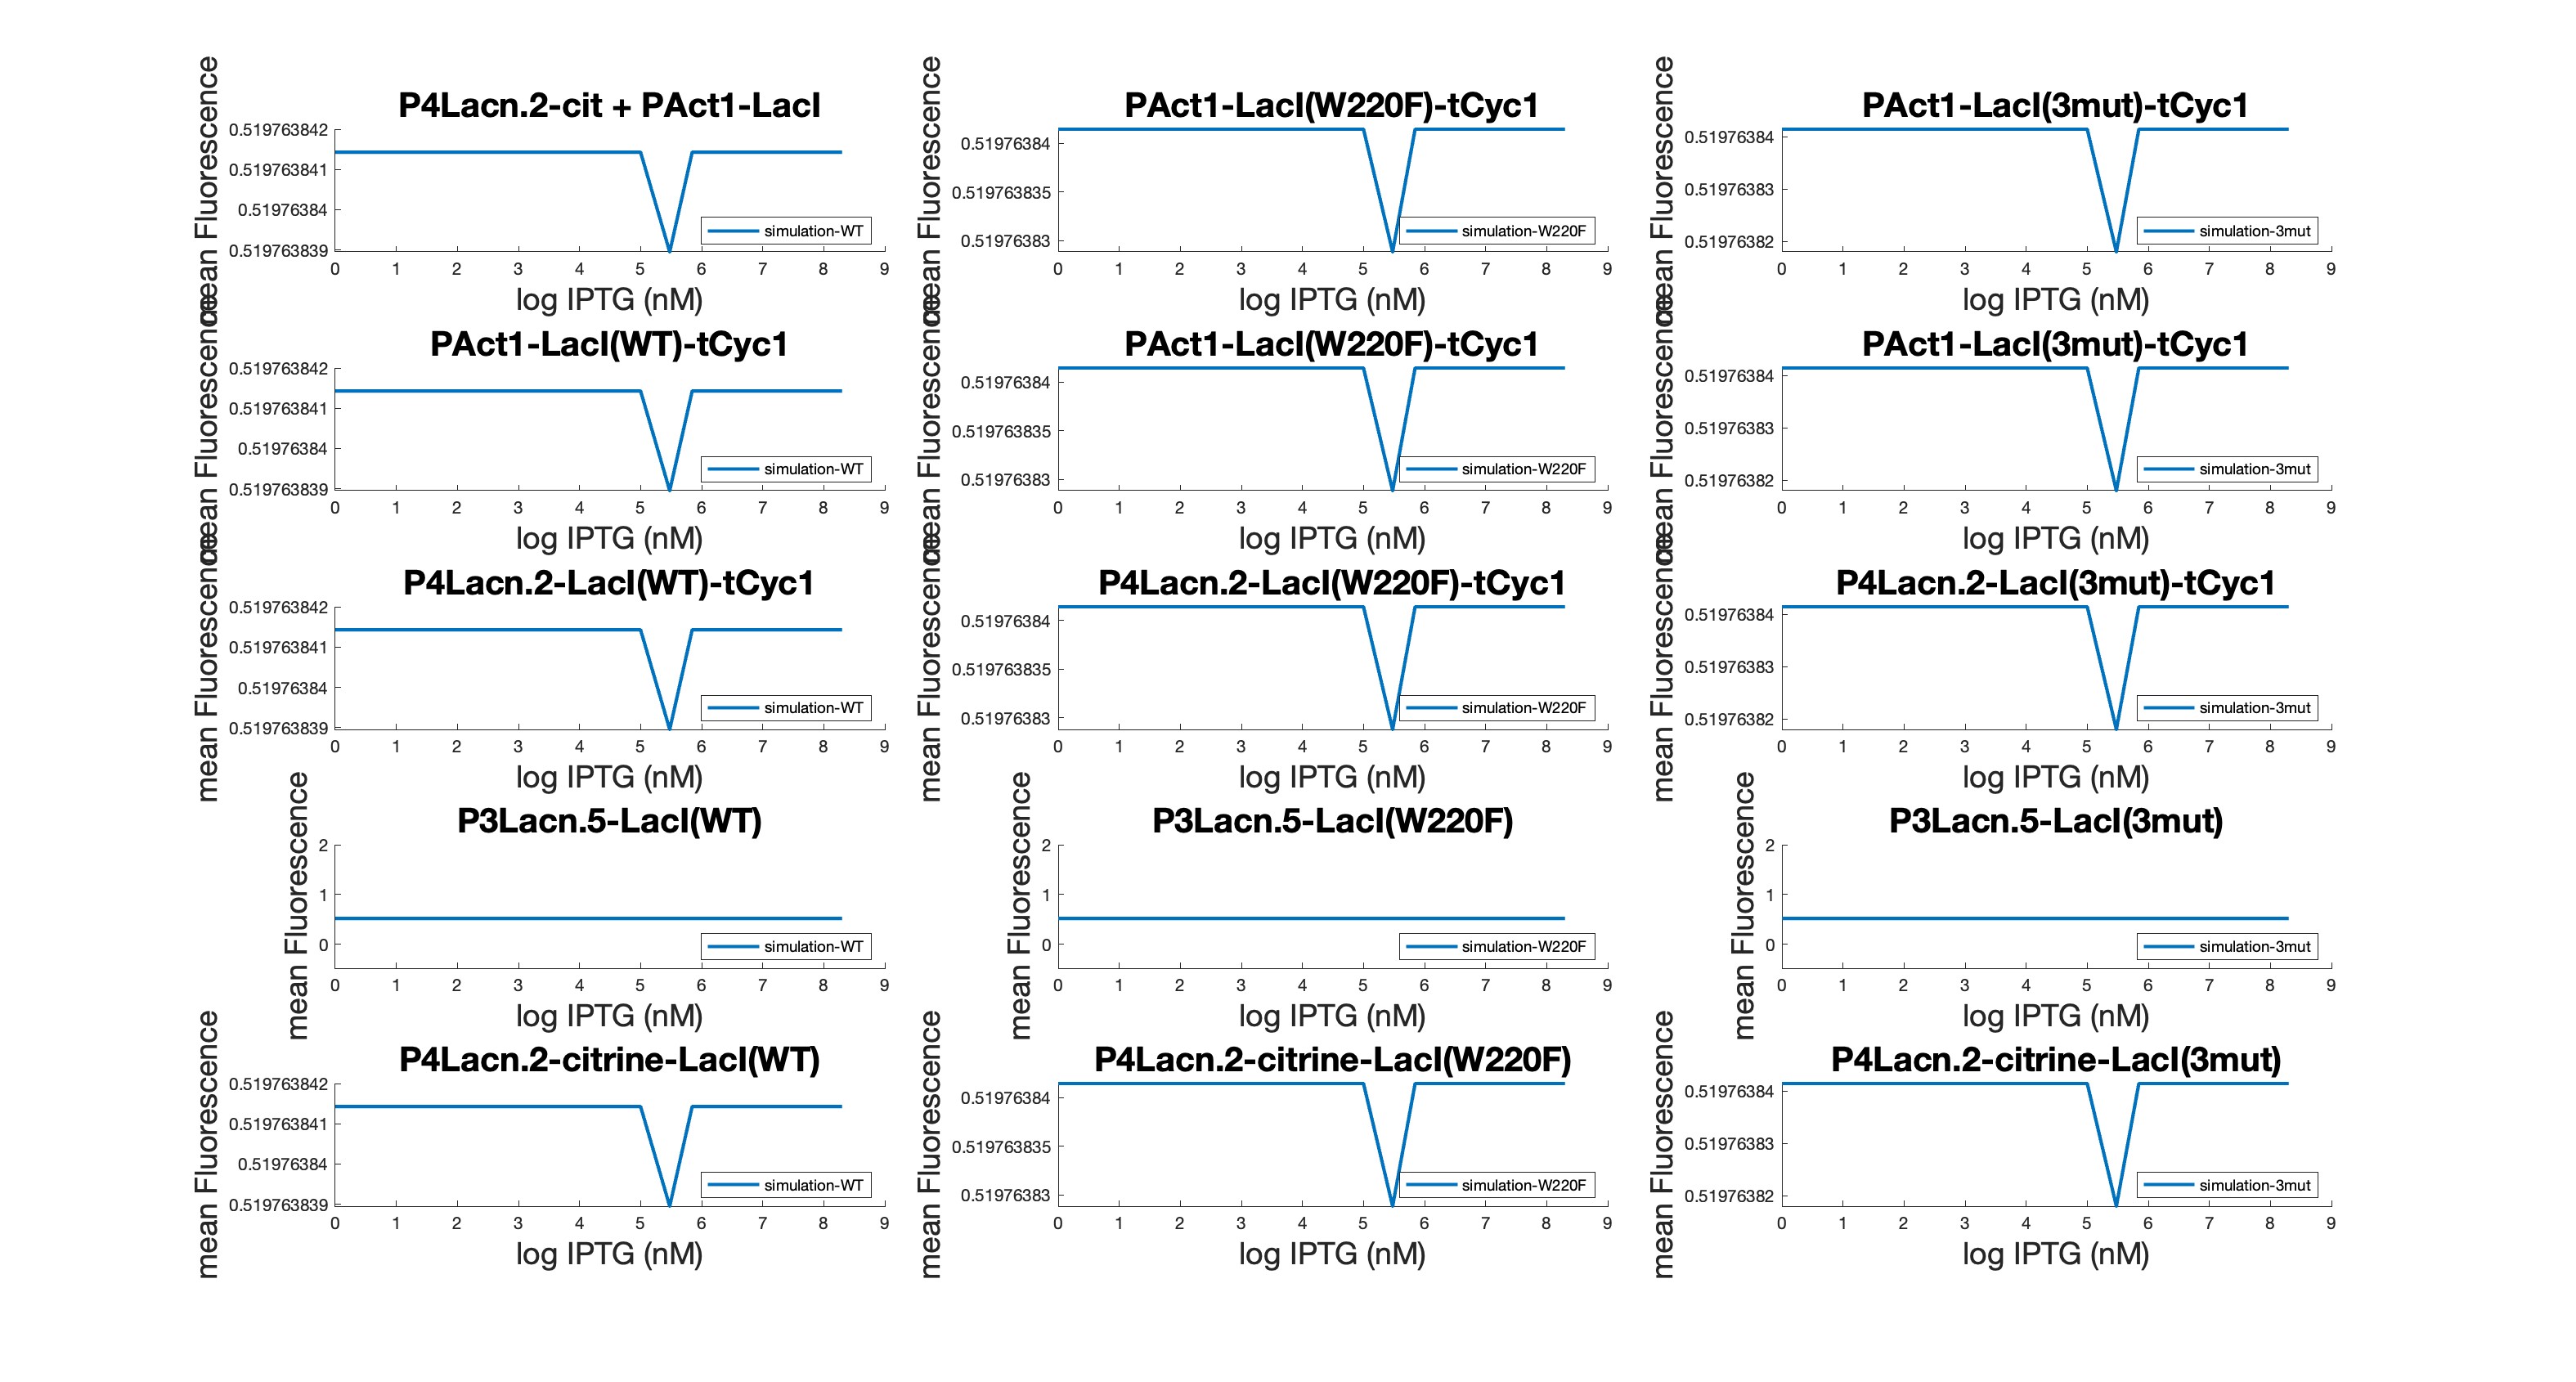 P4Lacn.2-cit + PAct1-LacI
mean Fluorescence
0.519763842
0.519763841
0.51976384
0.519763839
simulation-WT
0 1 2 3 4 5 6 7 8 9
log IPTG (nM)
PAct1-LacI(W220F)-tCyc1
mean Fluorescence
0.51976384
0.519763835
0.51976383
simulation-W220F
0 1 2 3 4 5 6 7 8 9
log IPTG (nM)
PAct1-LacI(3mut)-tCyc1
mean Fluorescence
0.51976384
0.51976383
0.51976382
simulation-3mut
0 1 2 3 4 5 6 7 8 9
log IPTG (nM)
PAct1-LacI(WT)-tCyc1
mean Fluorescence
0.519763842
0.519763841
0.51976384
0.519763839
simulation-WT
0 1 2 3 4 5 6 7 8 9
log IPTG (nM)
PAct1-LacI(W220F)-tCyc1
mean Fluorescence
0.51976384
0.519763835
0.51976383
simulation-W220F
0 1 2 3 4 5 6 7 8 9
log IPTG (nM)
PAct1-LacI(3mut)-tCyc1
mean Fluorescence
0.51976384
0.51976383
0.51976382
simulation-3mut
0 1 2 3 4 5 6 7 8 9
log IPTG (nM)
P4Lacn.2-LacI(WT)-tCyc1
mean Fluorescence
0.519763842
0.519763841
0.51976384
0.519763839
simulation-WT
0 1 2 3 4 5 6 7 8 9
log IPTG (nM)
P4Lacn.2-LacI(W220F)-tCyc1
mean Fluorescence
0.51976384
0.519763835
0.51976383
simulation-W220F
0 1 2 3 4 5 6 7 8 9
log IPTG (nM)
P4Lacn.2-LacI(3mut)-tCyc1
mean Fluorescence
0.51976384
0.51976383
0.51976382
simulation-3mut
0 1 2 3 4 5 6 7 8 9
log IPTG (nM)
P3Lacn.5-LacI(WT)
mean Fluorescence
2
1
0
simulation-WT
0 1 2 3 4 5 6 7 8 9
log IPTG (nM)
P3Lacn.5-LacI(W220F)
mean Fluorescence
2
1
0
simulation-W220F
0 1 2 3 4 5 6 7 8 9
log IPTG (nM)
P3Lacn.5-LacI(3mut)
mean Fluorescence
2
1
0
simulation-3mut
0 1 2 3 4 5 6 7 8 9
log IPTG (nM)
P4Lacn.2-citrine-LacI(WT)
mean Fluorescence
0.519763842
0.519763841
0.51976384
0.519763839
simulation-WT
0 1 2 3 4 5 6 7 8 9
log IPTG (nM)
P4Lacn.2-citrine-LacI(W220F)
mean Fluorescence
0.51976384
0.519763835
0.51976383
simulation-W220F
0 1 2 3 4 5 6 7 8 9
log IPTG (nM)
P4Lacn.2-citrine-LacI(3mut)
mean Fluorescence
0.51976384
0.51976383
0.51976382
simulation-3mut
0 1 2 3 4 5 6 7 8 9
log IPTG (nM)